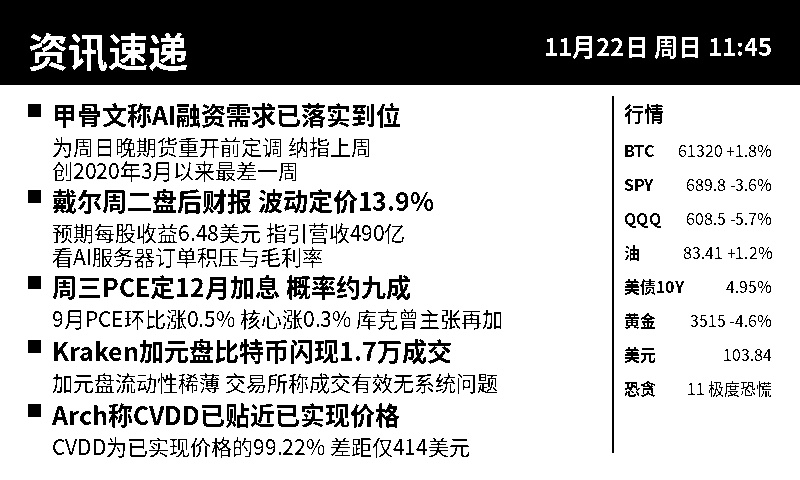 资讯速递
11月22日 周日 11:45
甲骨文称AI融资需求已落实到位
为周日晚期货重开前定调 纳指上周
创2020年3月以来最差一周
戴尔周二盘后财报 波动定价13.9%
预期每股收益6.48美元 指引营收490亿
看AI服务器订单积压与毛利率
周三PCE定12月加息 概率约九成
9月PCE环比涨0.5% 核心涨0.3% 库克曾主张再加
Kraken加元盘比特币闪现1.7万成交
加元盘流动性稀薄 交易所称成交有效无系统问题
Arch称CVDD已贴近已实现价格
CVDD为已实现价格的99.22% 差距仅414美元
行情
BTC 61320 +1.8%
SPY 689.8 -3.6%
QQQ 608.5 -5.7%
油 83.41 +1.2%
美债10Y 4.95%
黄金 3515 -4.6%
美元 103.84
恐贪 11 极度恐慌